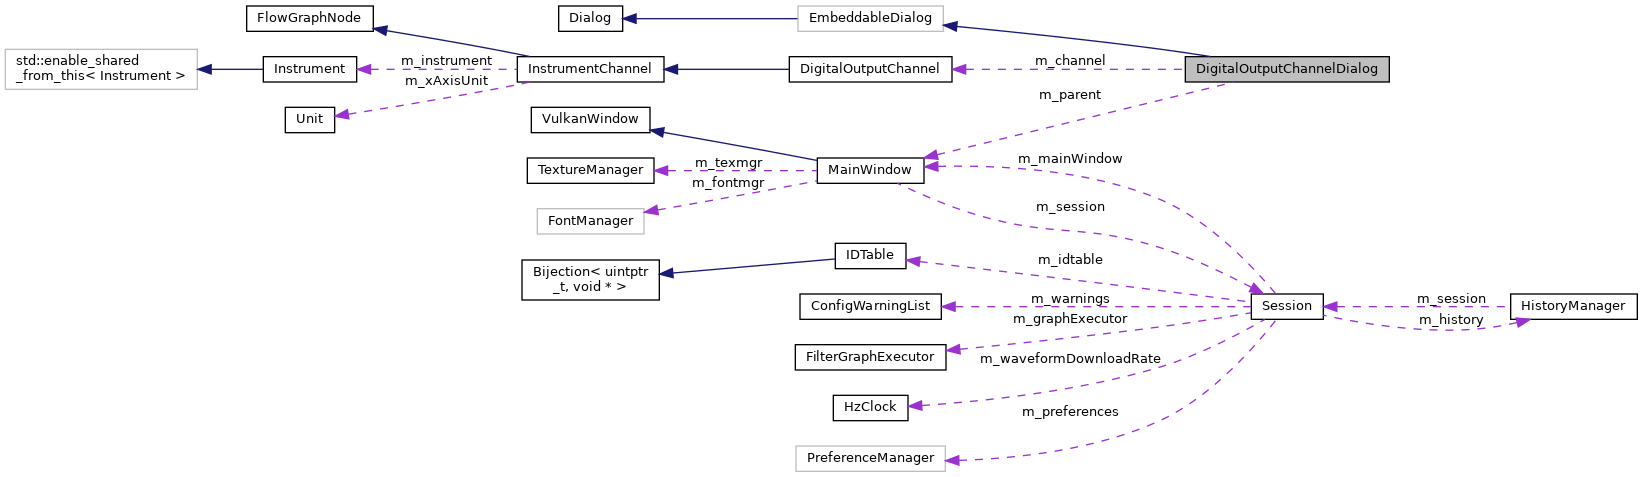 FlowGraphNode
Dialog
EmbeddableDialog
std::enable_shared
_from_this< Instrument >
Instrument
m_instrument
m_xAxisUnit
InstrumentChannel
DigitalOutputChannel
m_channel
DigitalOutputChannelDialog
Unit
m_parent
VulkanWindow
TextureManager
m_texmgr
m_fontmgr
MainWindow
m_mainWindow
FontManager
m_session
IDTable
m_idtable
Bijection< uintptr
_t, void * >
ConfigWarningList
m_warnings
Session
m_session
m_history
HistoryManager
m_graphExecutor
FilterGraphExecutor
m_waveformDownloadRate
HzClock
m_preferences
PreferenceManager